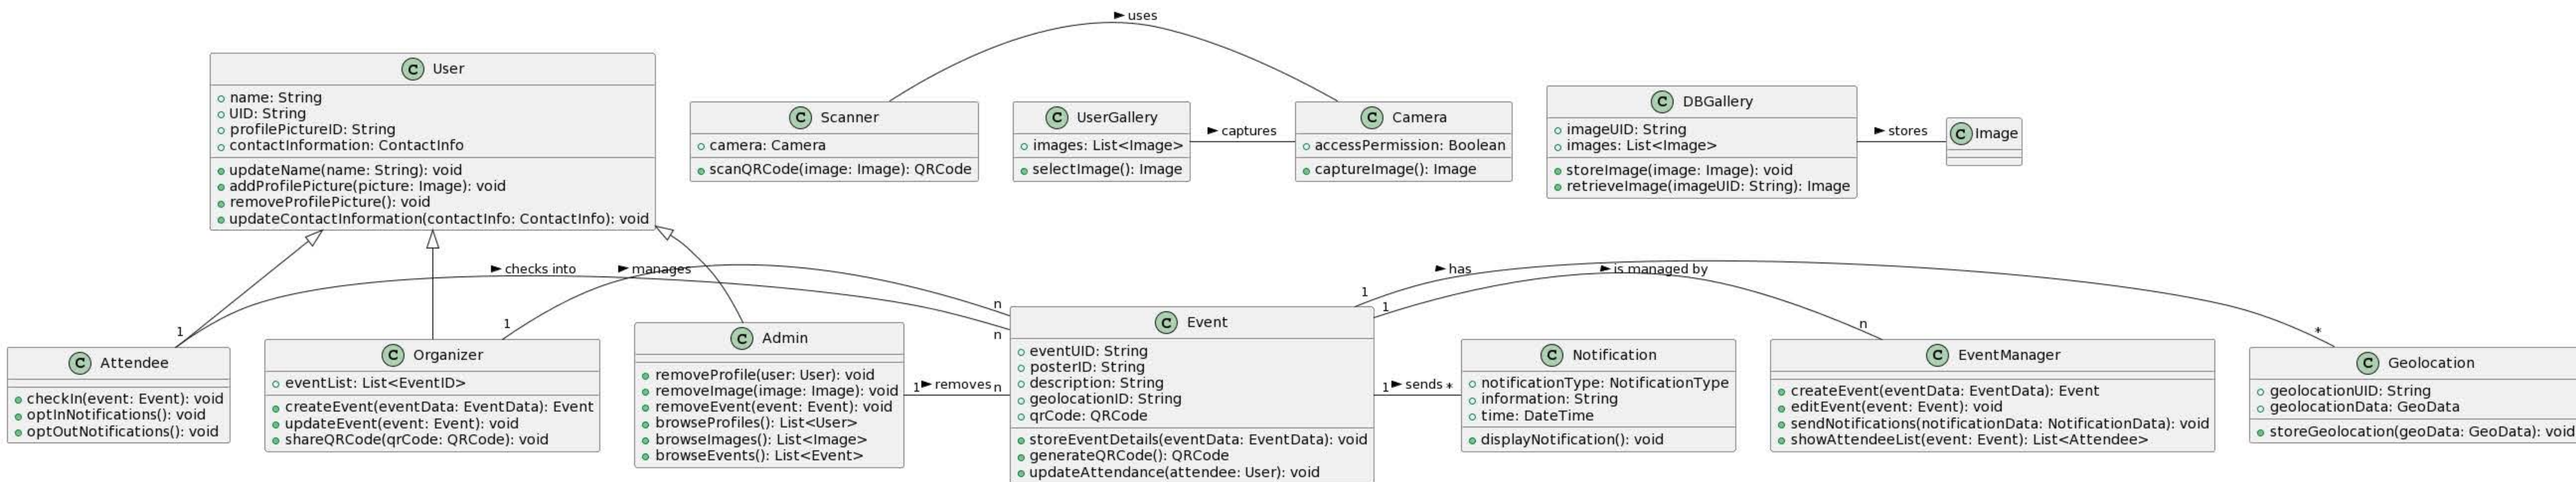 ► uses
C User
name: String
UID: String
profilePictureID: String
contactInformation: ContactInfo
updateName(name: String): void
addProfilePicture(picture: Image): void
removeProfilePicture(): void
updateContactInformation(contactInfo: ContactInfo): void
C Scanner
camera: Camera
scanQRCode(image: Image): QRCode
C UserGallery
images: List<Image>
selectImage(): Image
► captures
C Camera
accessPermission: Boolean
captureImage(): Image
C DBGallery
imageUID: String
images: List<Image>
storeImage(image: Image): void
retrieveImage(imageUID: String): Image
► stores
C Image
► checks into
► manages
► has
► is managed by
1
1
n
n
1
1
n
*
C Attendee
checkIn(event: Event): void
optInNotifications(): void
optOutNotifications(): void
C Organizer
eventList: List<EventID>
createEvent(eventData: EventData): Event
updateEvent(event: Event): void
shareQRCode(qrCode: QRCode): void
C Admin
removeProfile(user: User): void
removeImage(image: Image): void
removeEvent(event: Event): void
browseProfiles(): List<User>
browseImages(): List<Image>
browseEvents(): List<Event>
1 ► removes n
C Event
eventUID: String
posterID: String
description: String
geolocationID: String
qrCode: QRCode
storeEventDetails(eventData: EventData): void
generateQRCode(): QRCode
updateAttendance(attendee: User): void
1 ► sends *
C Notification
notificationType: NotificationType
information: String
time: DateTime
displayNotification(): void
C EventManager
createEvent(eventData: EventData): Event
editEvent(event: Event): void
sendNotifications(notificationData: NotificationData): void
showAttendeeList(event: Event): List<Attendee>
C Geolocation
geolocationUID: String
geolocationData: GeoData
storeGeolocation(geoData: GeoData): void